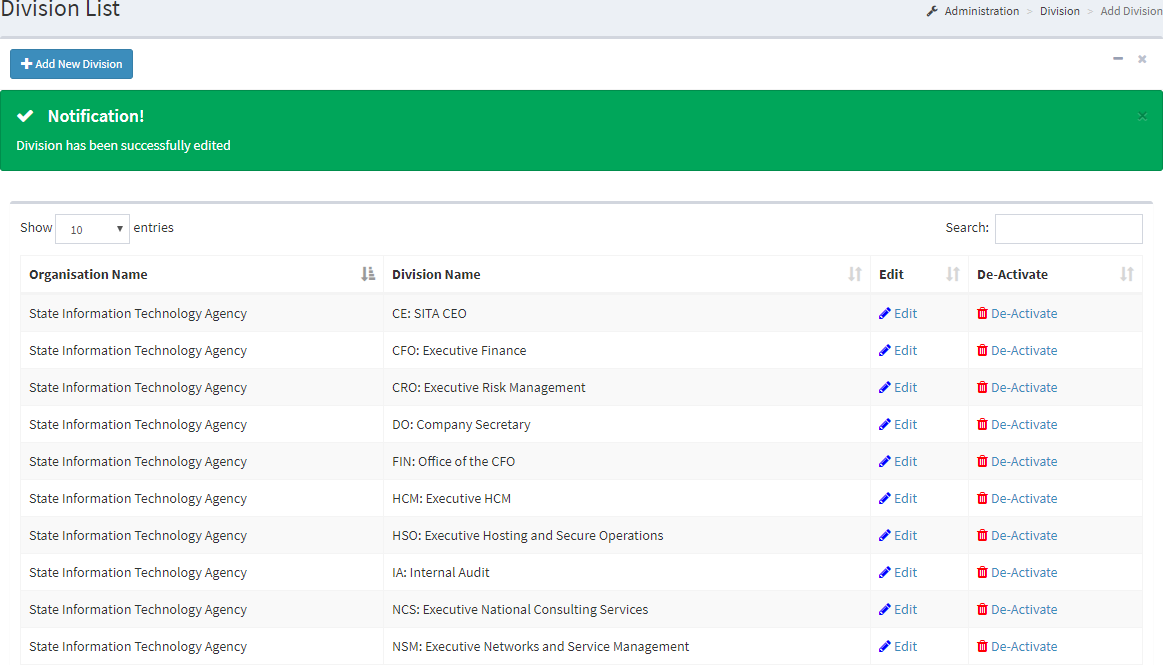 Division List
Administration > Division > Add Division
Add New Division
Notification!
Division has been successfully edited
Show 10 entries
Search:
Organisation Name Division Name Edit De-Activate
State Information Technology Agency CE: SITA CEO Edit De-Activate
State Information Technology Agency CFO: Executive Finance Edit De-Activate
State Information Technology Agency CRO: Executive Risk Management Edit De-Activate
State Information Technology Agency DO: Company Secretary Edit De-Activate
State Information Technology Agency FIN: Office of the CFO Edit De-Activate
State Information Technology Agency HCM: Executive HCM Edit De-Activate
State Information Technology Agency HSO: Executive Hosting and Secure Operations Edit De-Activate
State Information Technology Agency IA: Internal Audit Edit De-Activate
State Information Technology Agency NCS: Executive National Consulting Services Edit De-Activate
State Information Technology Agency NSM: Executive Networks and Service Management Edit De-Activate